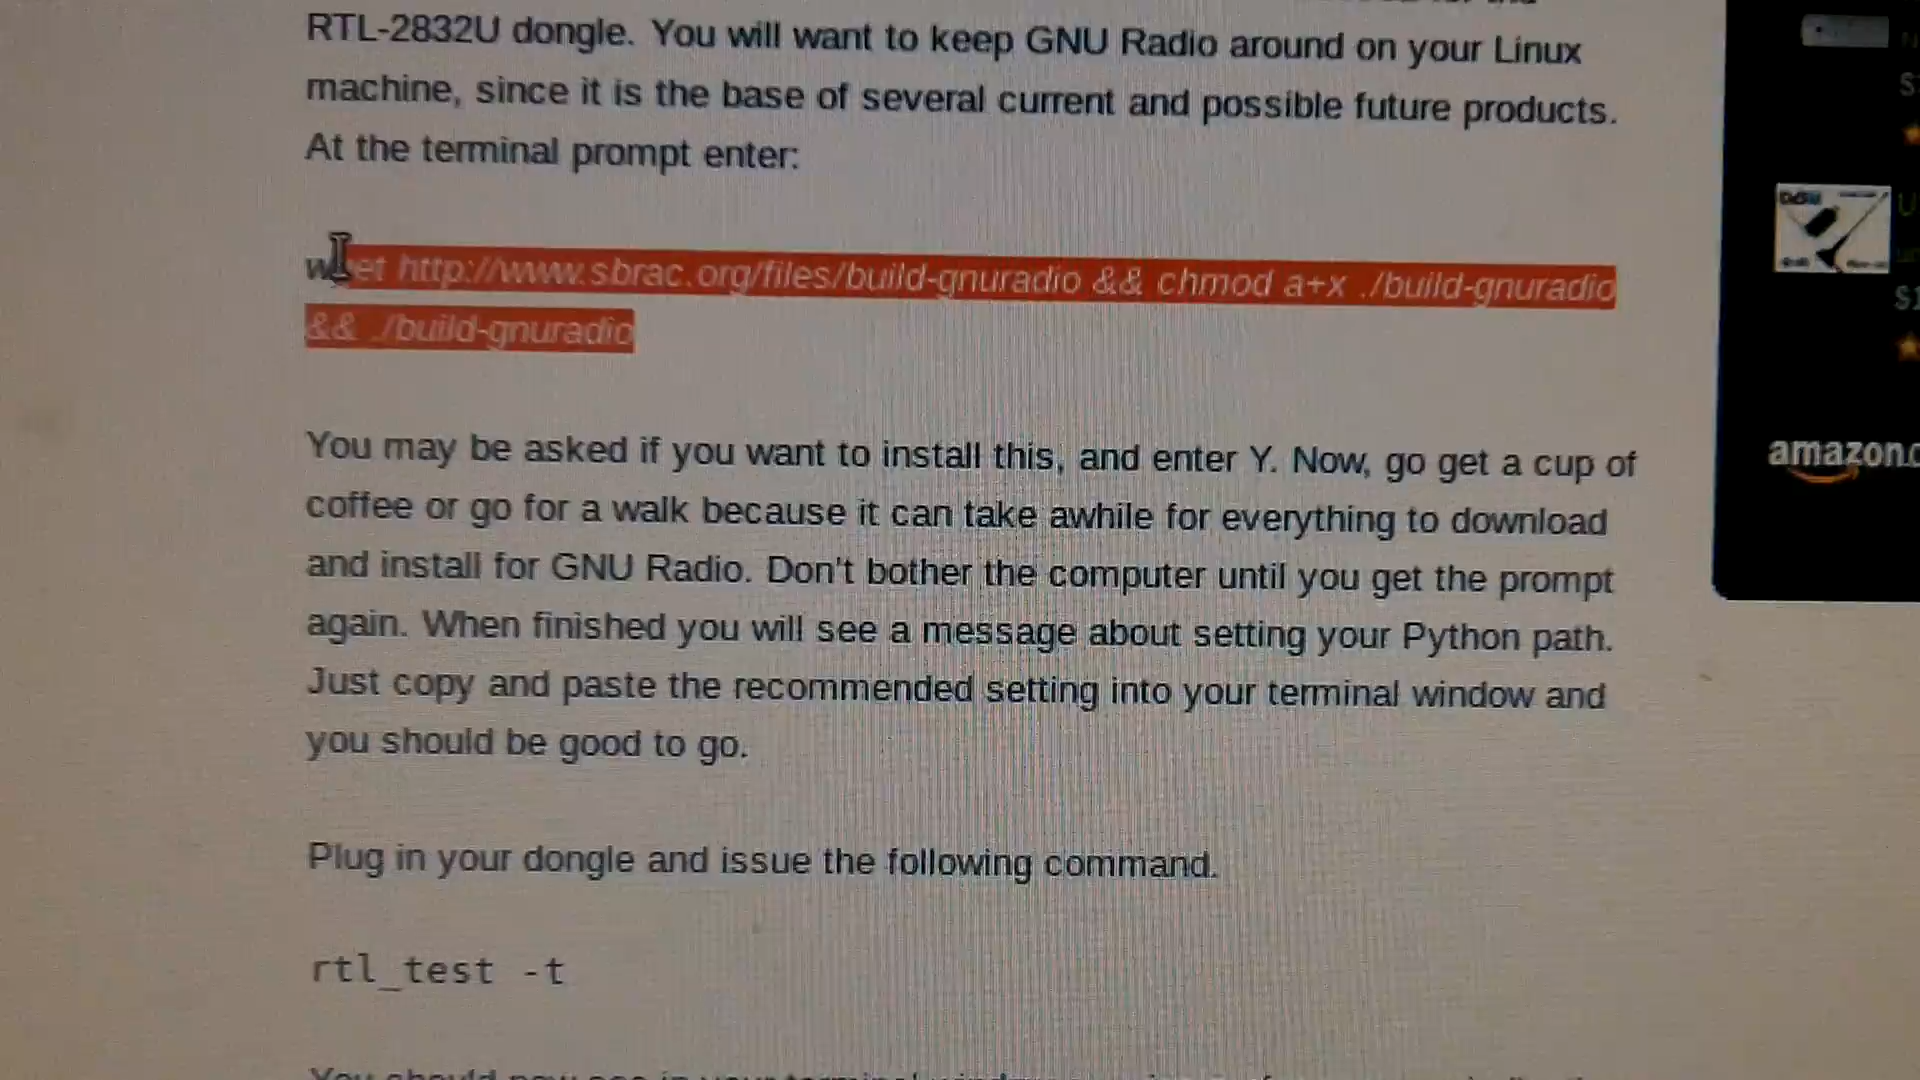 RTL-2832U dongle. You will want to keep GNU Radio around on your Linux
machine, since it is the base of several current and possible future products.
At the terminal prompt enter:
wget http://www.sbrac.org/files/build-gnuradio && chmod a+x ./build-gnuradio
&& ./build-gnuradio
You may be asked if you want to install this, and enter Y. Now, go get a cup of
coffee or go for a walk because it can take awhile for everything to download
and install for GNU Radio. Don't bother the computer until you get the prompt
again. When finished you will see a message about setting your Python path.
Just copy and paste the recommended setting into your terminal window and
you should be good to go.
Plug in your dongle and issue the following command.
rtl_test -t
amazon.c